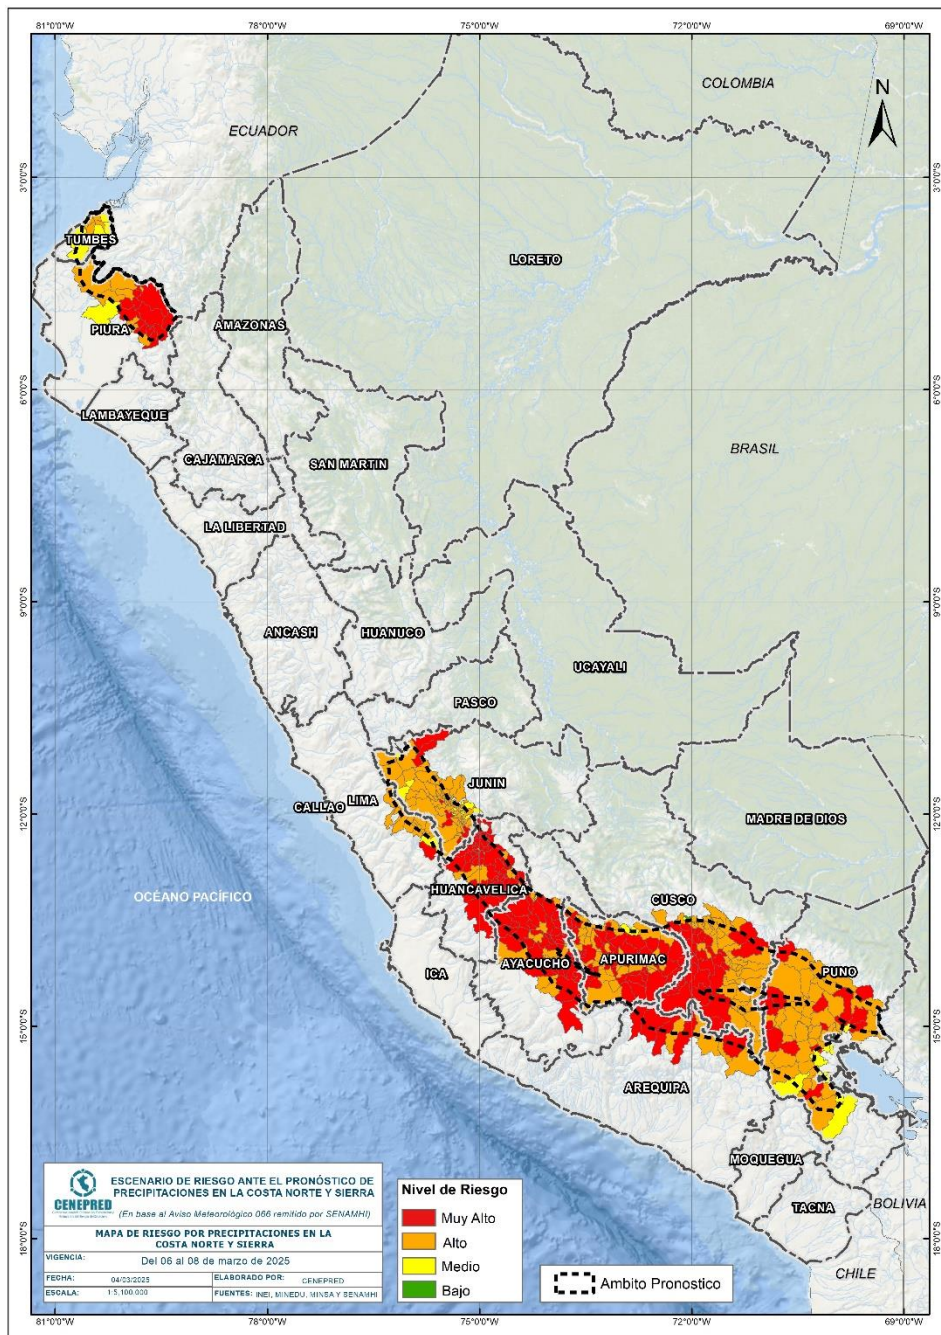 81°0'0"W 78°0'0"W 75°0'0"W 72°0'0"W 69°0'0"W
COLOMBIA
N
ECUADOR
3°0'0"S 3°0'0"S
TUMBES
LORETO
AMAZONAS
PIURA
6°0'0"S 6°0'0"S
LAMBAYEQUE
BRASIL
CAJAMARCA
SAN MARTIN
LA LIBERTAD
9°0'0"S 9°0'0"S
ANCASH
HUANUCO
UCAYALI
PASCO
JUNIN
LIMA
CALLAO
12°0'0"S 12°0'0"S
MADRE DE DIOS
HUANCAVELICA
OCÉANO PACÍFICO
CUSCO
AYACUCHO
APURIMAC
PUNO
ICA
15°0'0"S 15°0'0"S
AREQUIPA
MOQUEGUA
TACNA
BOLIVIA
18°0'0"S 18°0'0"S
CHILE
CENEPRED
ESCENARIO DE RIESGO ANTE EL PRONÓSTICO DE
PRECIPITACIONES EN LA COSTA NORTE Y SIERRA
(En base al Aviso Meteorológico 066 remitido por SENAMHI)
MAPA DE RIESGO POR PRECIPITACIONES EN LA
COSTA NORTE Y SIERRA
VIGENCIA: Del 06 al 08 de marzo de 2025
FECHA: 04/03/2025 ELABORADO POR: CENEPRED
ESCALA: 1:5,100,000 FUENTES: INEI, MINEDU, MINSA Y SENAMHI
Nivel de Riesgo
Muy Alto
Alto
Medio
Bajo
Ambito Pronostico
81°0'0"W 78°0'0"W 75°0'0"W 72°0'0"W 69°0'0"W